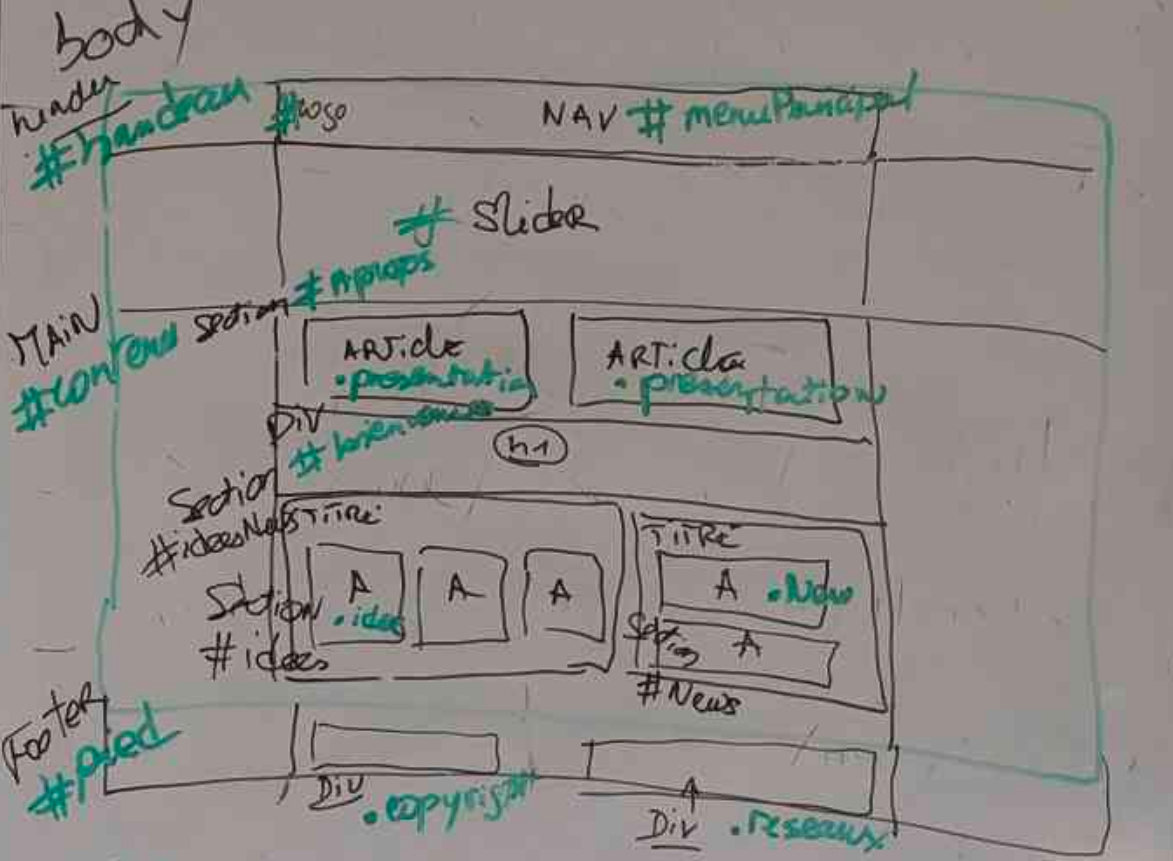 body
header
#bandeau
#logo
NAV #menuPrincipal
# Slider
#Apropos
MAiN
#contenu
section
ARTicle
.presentation
ARTicle
.presentation
DiV
#bienvenue
h1
Section
#ideesNews
TITRE
TITRE
A
.idee
A
A
A .New
A
Section
#idees
Section
#News
FooteR
#pied
Div
.copyright
Div .reseaux